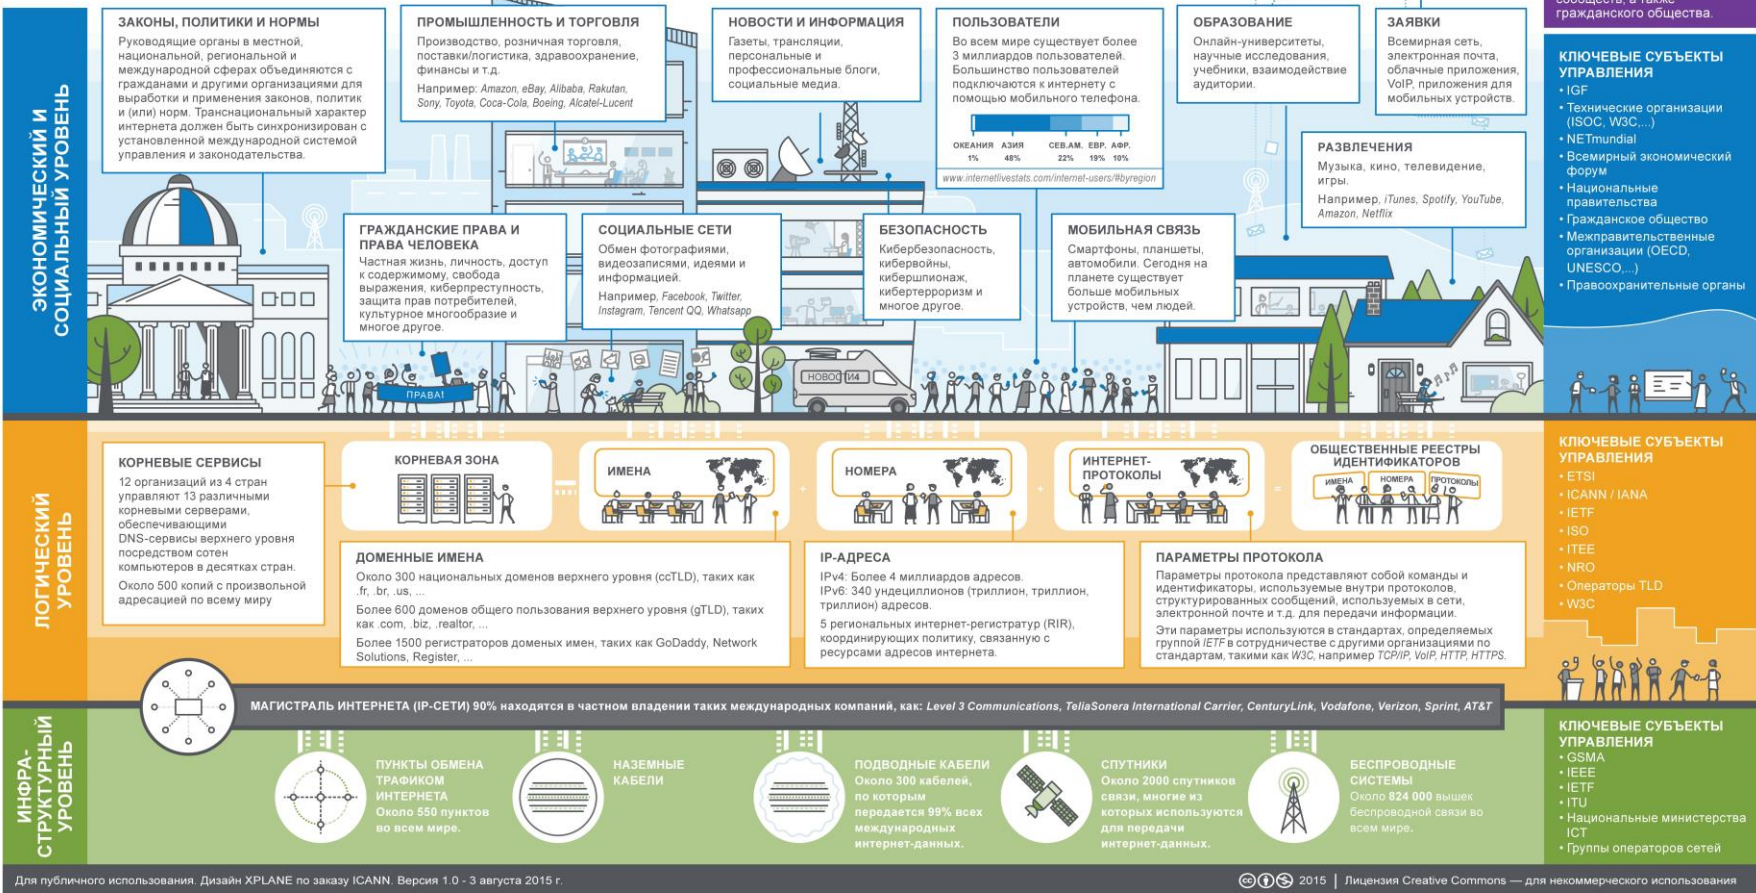 сообществ, а также
гражданского общества.
ЭКОНОМИЧЕСКИЙ И
СОЦИАЛЬНЫЙ УРОВЕНЬ
ЗАКОНЫ, ПОЛИТИКИ И НОРМЫ
Руководящие органы в местной,
национальной, региональной и
международной сферах объединяются с
гражданами и другими организациями для
выработки и применения законов, политик
и (или) норм. Транснациональный характер
интернета должен быть синхронизирован с
установленной международной системой
управления и законодательства.
ПРОМЫШЛЕННОСТЬ И ТОРГОВЛЯ
Производство, розничная торговля,
поставки/логистика, здравоохранение,
финансы и т.д.
Например: Amazon, eBay, Alibaba, Rakutan,
Sony, Toyota, Coca-Cola, Boeing, Alcatel-Lucent
НОВОСТИ И ИНФОРМАЦИЯ
Газеты, трансляции,
персональные и
профессиональные блоги,
социальные медиа.
ПОЛЬЗОВАТЕЛИ
Во всем мире существует более
3 миллиардов пользователей.
Большинство пользователей
подключаются к интернету с
помощью мобильного телефона.
ОКЕАНИЯ АЗИЯ СЕВ.АМ. ЕВР. АФР.
1% 48% 22% 19% 10%
www.internetlivestats.com/internet-users/#byregion
ОБРАЗОВАНИЕ
Онлайн-университеты,
научные исследования,
учебники, взаимодействие
аудитории.
ЗАЯВКИ
Всемирная сеть,
электронная почта,
облачные приложения,
VoIP, приложения для
мобильных устройств.
РАЗВЛЕЧЕНИЯ
Музыка, кино, телевидение,
игры.
Например, iTunes, Spotify, YouTube,
Amazon, Netflix
ГРАЖДАНСКИЕ ПРАВА И
ПРАВА ЧЕЛОВЕКА
Частная жизнь, личность, доступ
к содержимому, свобода
выражения, киберпреступность,
защита прав потребителей,
культурное многообразие и
многое другое.
СОЦИАЛЬНЫЕ СЕТИ
Обмен фотографиями,
видеозаписями, идеями и
информацией.
Например, Facebook, Twitter,
Instagram, Tencent QQ, Whatsapp
БЕЗОПАСНОСТЬ
Кибербезопасность,
кибервойны,
кибершпионаж,
кибертерроризм и
многое другое.
МОБИЛЬНАЯ СВЯЗЬ
Смартфоны, планшеты,
автомобили. Сегодня на
планете существует
больше мобильных
устройств, чем людей.
ПРАВА!
НОВОСТИ4
КЛЮЧЕВЫЕ СУБЪЕКТЫ
УПРАВЛЕНИЯ
• IGF
• Технические организации
(ISOC, W3C,...)
• NETmundial
• Всемирный экономический
форум
• Национальные
правительства
• Гражданское общество
• Межправительственные
организации (OECD,
UNESCO,...)
• Правоохранительные органы
ЛОГИЧЕСКИЙ
УРОВЕНЬ
КОРНЕВЫЕ СЕРВИСЫ
12 организаций из 4 стран
управляют 13 различными
корневыми серверами,
обеспечивающими
DNS-сервисы верхнего уровня
посредством сотен
компьютеров в десятках стран.
Около 500 копий с произвольной
адресацией по всему миру
КОРНЕВАЯ ЗОНА
=
ИМЕНА
+
НОМЕРА
+
ИНТЕРНЕТ-
ПРОТОКОЛЫ
=
ОБЩЕСТВЕННЫЕ РЕЕСТРЫ
ИДЕНТИФИКАТОРОВ
ИМЕНА НОМЕРА ПРОТОКОЛЫ
ДОМЕННЫЕ ИМЕНА
Около 300 национальных доменов верхнего уровня (ccTLD), таких как
.fr, .br, .us, ...
Более 600 доменов общего пользования верхнего уровня (gTLD), таких
как .com, .biz, .realtor, ...
Более 1500 регистраторов доменых имен, таких как GoDaddy, Network
Solutions, Register, ...
IP-АДРЕСА
IPv4: Более 4 миллиардов адресов.
IPv6: 340 ундециллионов (триллион, триллион,
триллион) адресов.
5 региональных интернет-регистратур (RIR),
координирующих политику, связанную с
ресурсами адресов интернета.
ПАРАМЕТРЫ ПРОТОКОЛА
Параметры протокола представляют собой команды и
идентификаторы, используемые внутри протоколов,
структурированных сообщений, используемых в сети,
электронной почте и т.д. для передачи информации.
Эти параметры используются в стандартах, определяемых
группой IETF в сотрудничестве с другими организациями по
стандартам, такими как W3C, например TCP/IP, VoIP, HTTP, HTTPS.
КЛЮЧЕВЫЕ СУБЪЕКТЫ
УПРАВЛЕНИЯ
• ETSI
• ICANN / IANA
• IETF
• ISO
• ITEE
• NRO
• Операторы TLD
• W3C
МАГИСТРАЛЬ ИНТЕРНЕТА (IP-СЕТИ) 90% находятся в частном владении таких международных компаний, как: Level 3 Communications, TeliaSonera International Carrier, CenturyLink, Vodafone, Verizon, Sprint, AT&T
ИНФРА-
СТРУКТУРНЫЙ
УРОВЕНЬ
ПУНКТЫ ОБМЕНА
ТРАФИКОМ
ИНТЕРНЕТА
Около 550 пунктов
во всем мире.
НАЗЕМНЫЕ
КАБЕЛИ
ПОДВОДНЫЕ КАБЕЛИ
Около 300 кабелей,
по которым
передается 99% всех
международных
интернет-данных.
СПУТНИКИ
Около 2000 спутников
связи, многие из
которых используются
для передачи
интернет-данных.
БЕСПРОВОДНЫЕ
СИСТЕМЫ
Около 824 000 вышек
беспроводной связи во
всем мире.
КЛЮЧЕВЫЕ СУБЪЕКТЫ
УПРАВЛЕНИЯ
• GSMA
• IEEE
• IETF
• ITU
• Национальные министерства
ICT
• Группы операторов сетей
Для публичного использования. Дизайн XPLANE по заказу ICANN. Версия 1.0 - 3 августа 2015 г.
2015 | Лицензия Creative Commons — для некоммерческого использования